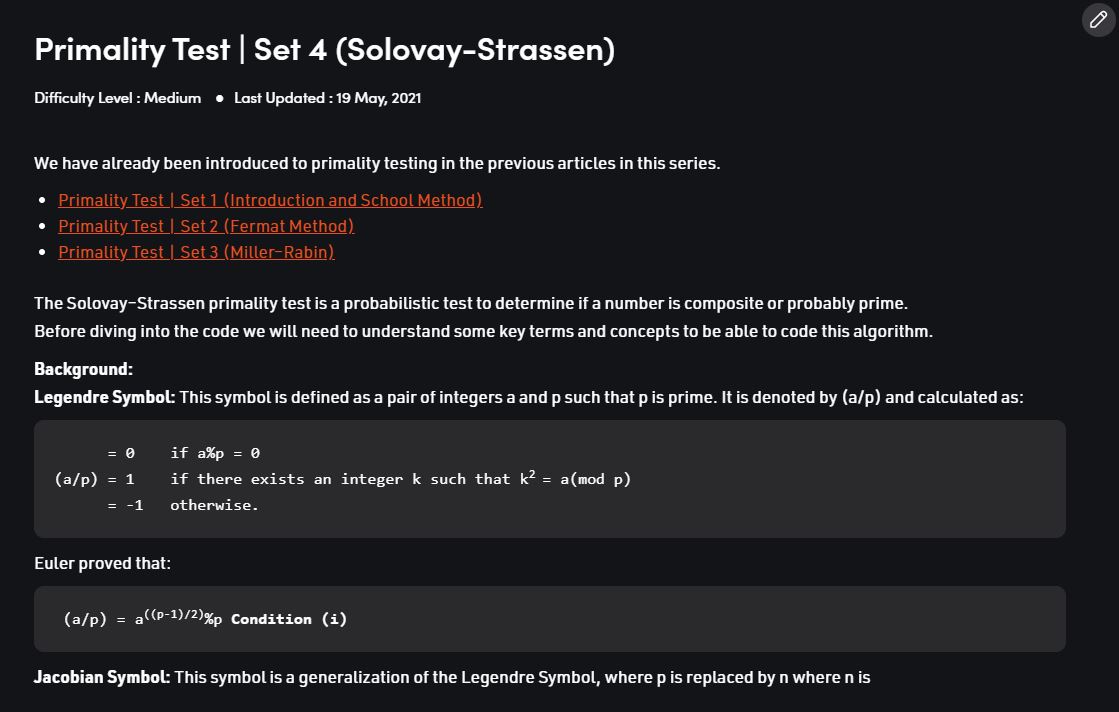 Primality Test | Set 4 (Solovay-Strassen)
Difficulty Level : Medium ● Last Updated : 19 May, 2021
We have already been introduced to primality testing in the previous articles in this series.
• Primality Test | Set 1 (Introduction and School Method)
• Primality Test | Set 2 (Fermat Method)
• Primality Test | Set 3 (Miller–Rabin)
The Solovay–Strassen primality test is a probabilistic test to determine if a number is composite or probably prime.
Before diving into the code we will need to understand some key terms and concepts to be able to code this algorithm.
Background:
Legendre Symbol: This symbol is defined as a pair of integers a and p such that p is prime. It is denoted by (a/p) and calculated as:
= 0 if a%p = 0
(a/p) = 1 if there exists an integer k such that k² = a(mod p)
= -1 otherwise.
Euler proved that:
(a/p) = a^((p-1)/2)%p Condition (i)
Jacobian Symbol: This symbol is a generalization of the Legendre Symbol, where p is replaced by n where n is